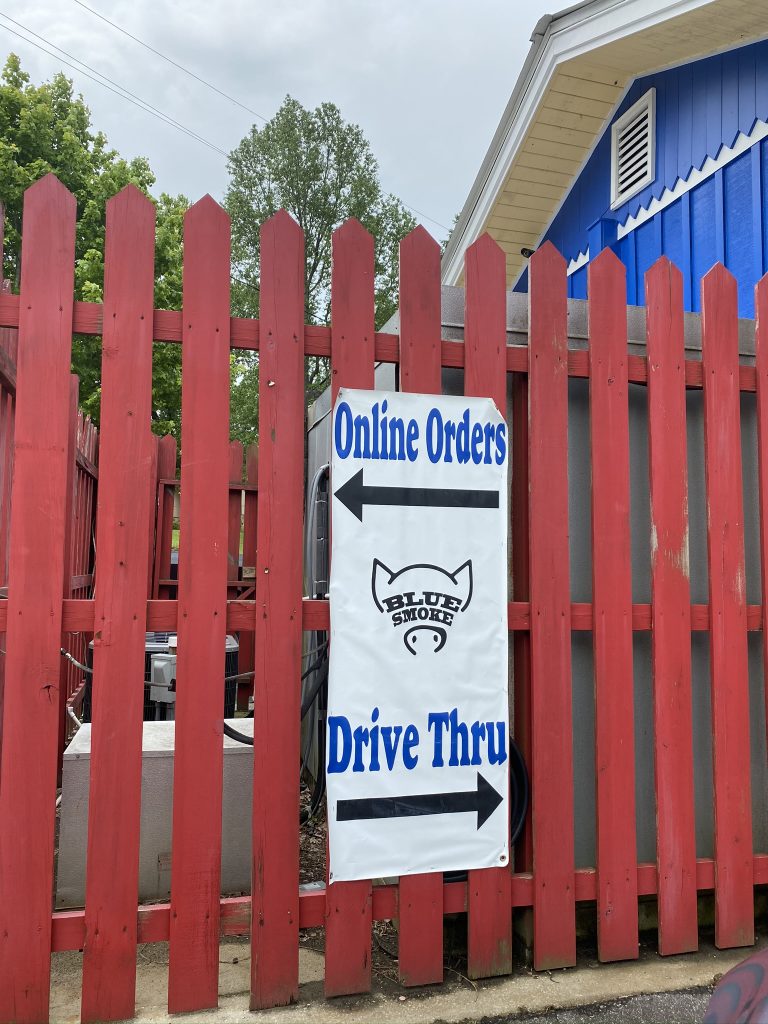 Online Orders
BLUE
SMOKE
Drive Thru